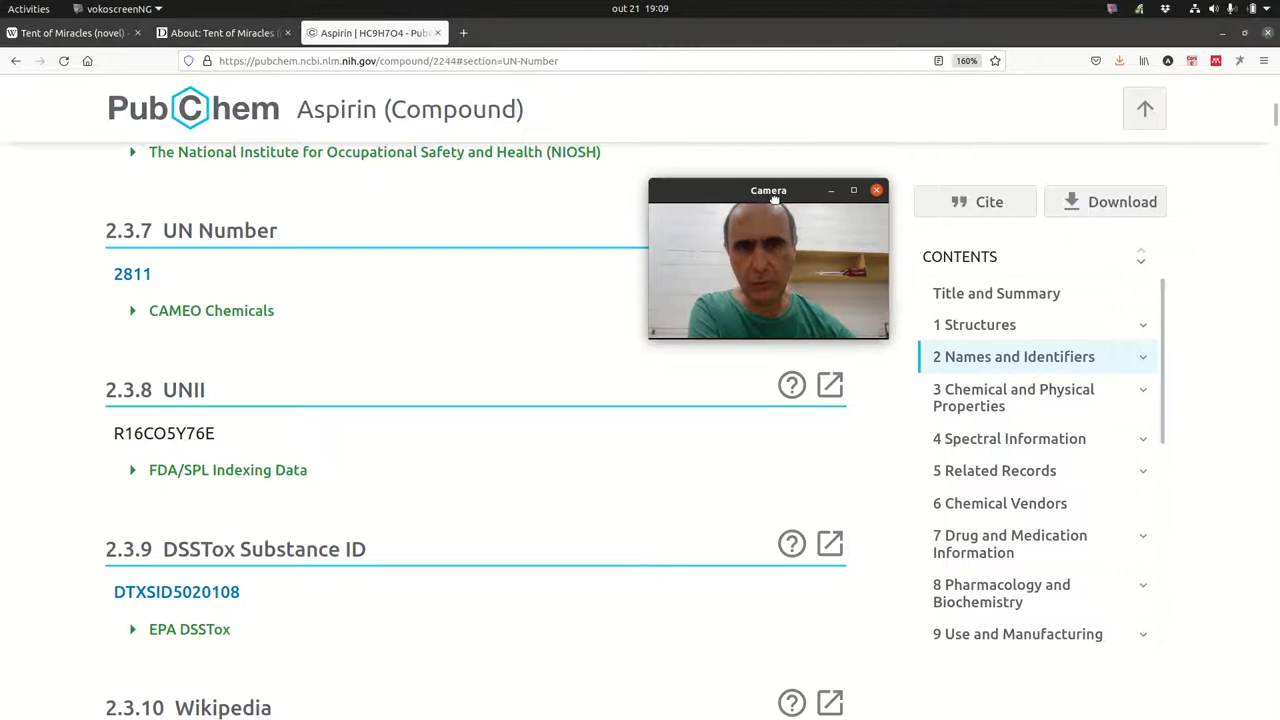 Activities
vokoscreenNG
out 21 19:09
Tent of Miracles (novel) -
About: Tent of Miracles (
Aspirin | HC9H7O4 - Pub
https://pubchem.ncbi.nlm.nih.gov/compound/2244#section=UN-Number
160%
PubChem
Aspirin (Compound)
The National Institute for Occupational Safety and Health (NIOSH)
Camera
Cite
Download
2.3.7 UN Number
2811
CAMEO Chemicals
2.3.8 UNII
R16CO5Y76E
FDA/SPL Indexing Data
2.3.9 DSSTox Substance ID
DTXSID5020108
EPA DSSTox
2.3.10 Wikipedia
CONTENTS
Title and Summary
1 Structures
2 Names and Identifiers
3 Chemical and Physical
Properties
4 Spectral Information
5 Related Records
6 Chemical Vendors
7 Drug and Medication
Information
8 Pharmacology and
Biochemistry
9 Use and Manufacturing